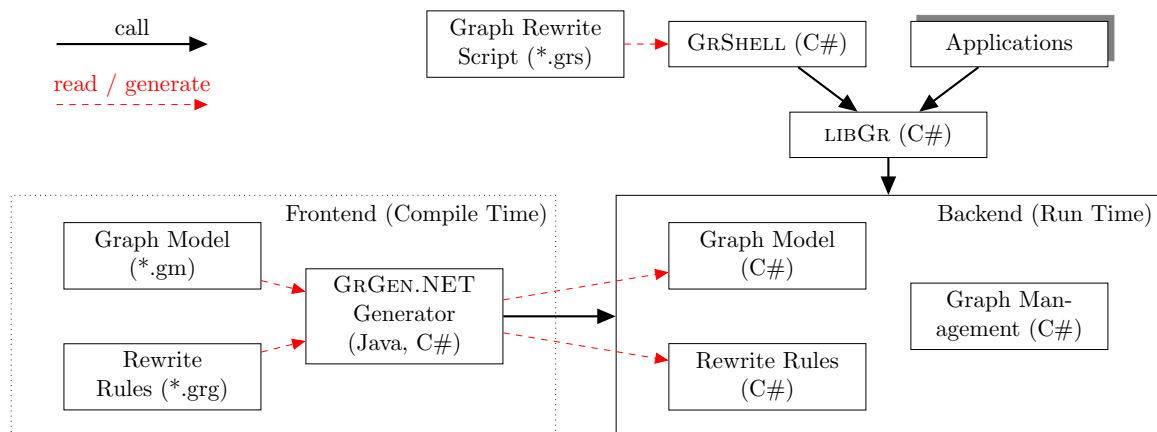 call
read / generate
Graph Rewrite
Script (*.grs)
GrShell (C#)
Applications
libGr (C#)
Frontend (Compile Time)
Graph Model
(*.gm)
Rewrite
Rules (*.grg)
GrGen.NET
Generator
(Java, C#)
Backend (Run Time)
Graph Model
(C#)
Rewrite Rules
(C#)
Graph Man-
agement (C#)